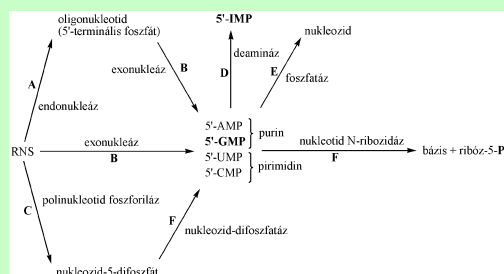 oligonukleotid
(5'-terminális foszfát)
5'-IMP
nukleozid
deamináz
exonukleáz
B
D
E
foszfatáz
A
endonukleáz
5'-AMP
5'-GMP
purin
RNS
exonukleáz
B
nukleotid N-ribozidáz
F
bázis + ribóz-5-P
5'-UMP
5'-CMP
pirimidin
C
polinukleotid foszforiláz
F
nukleozid-difoszfatáz
nukleozid-5-difoszfát